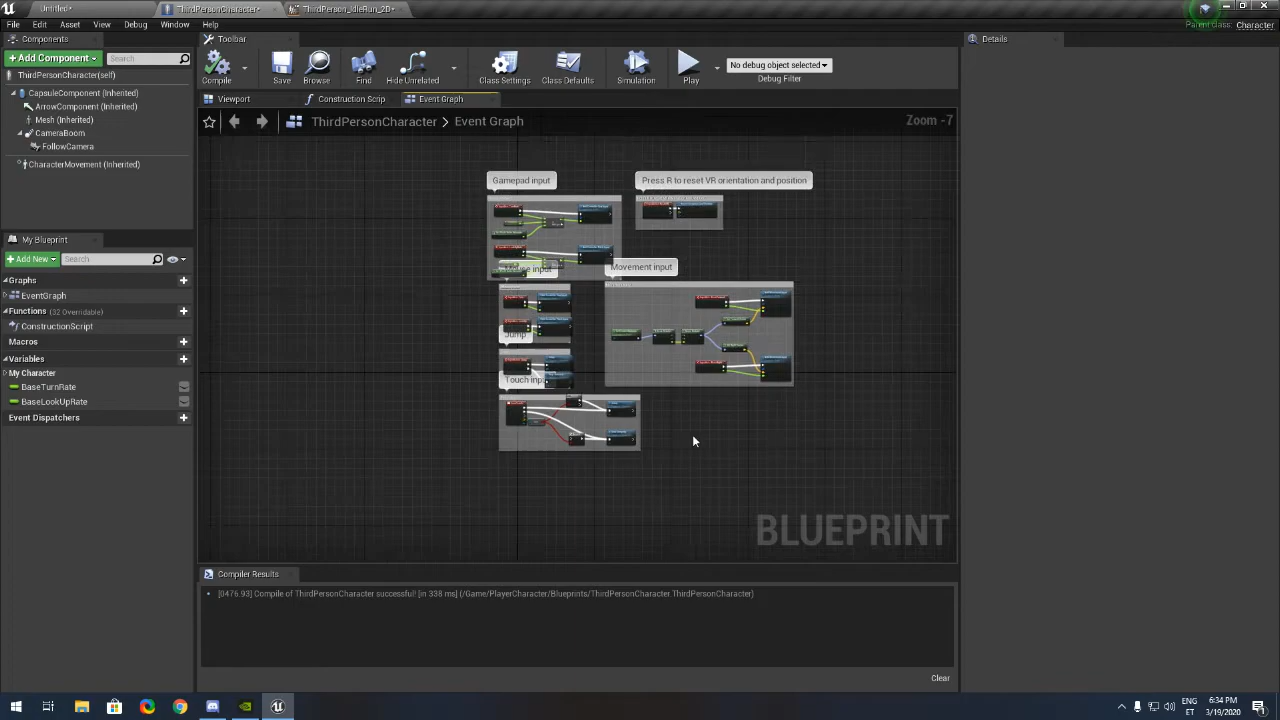 Untitled*
ThirdPersonCharacter*
ThirdPerson_IdleRun_2D*
File Edit Asset View Debug Window Help
Parent class: Character
Components
Toolbar
Details
+ Add Component
Search
Compile
Save
Browse
Find
Hide Unrelated
Class Settings
Class Defaults
Simulation
Play
No debug object selected
Debug Filter
ThirdPersonCharacter(self)
CapsuleComponent (Inherited)
ArrowComponent (Inherited)
Mesh (Inherited)
CameraBoom
FollowCamera
CharacterMovement (Inherited)
Viewport
Construction Scrip
Event Graph
ThirdPersonCharacter > Event Graph
Zoom -7
Gamepad input
Press R to reset VR orientation and position
Mouse input
Movement input
Jump
Touch inpu
BLUEPRINT
My Blueprint
+ Add New
Search
Graphs
EventGraph
Functions (32 Overridable)
ConstructionScript
Macros
Variables
My Character
BaseTurnRate
BaseLookUpRate
Event Dispatchers
Compiler Results
[0476.93] Compile of ThirdPersonCharacter successful! [in 338 ms] (/Game/PlayerCharacter/Blueprints/ThirdPersonCharacter.ThirdPersonCharacter)
Clear
ENG
ET
6:34 PM
3/19/2020